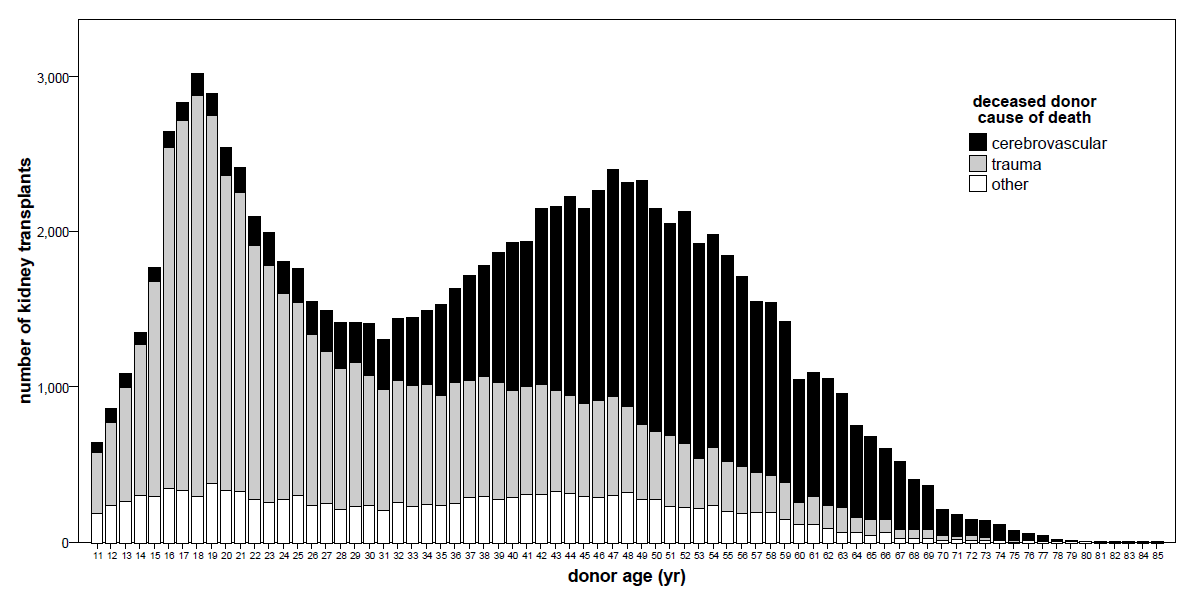 number of kidney transplants
3,000
2,000
1,000
0
deceased donor
cause of death
cerebrovascular
trauma
other
11 12 13 14 15 16 17 18 19 20 21 22 23 24 25 26 27 28 29 30 31 32 33 34 35 36 37 38 39 40 41 42 43 44 45 46 47 48 49 50 51 52 53 54 55 56 57 58 59 60 61 62 63 64 65 66 67 68 69 70 71 72 73 74 75 76 77 78 79 80 81 82 83 84 85
donor age (yr)